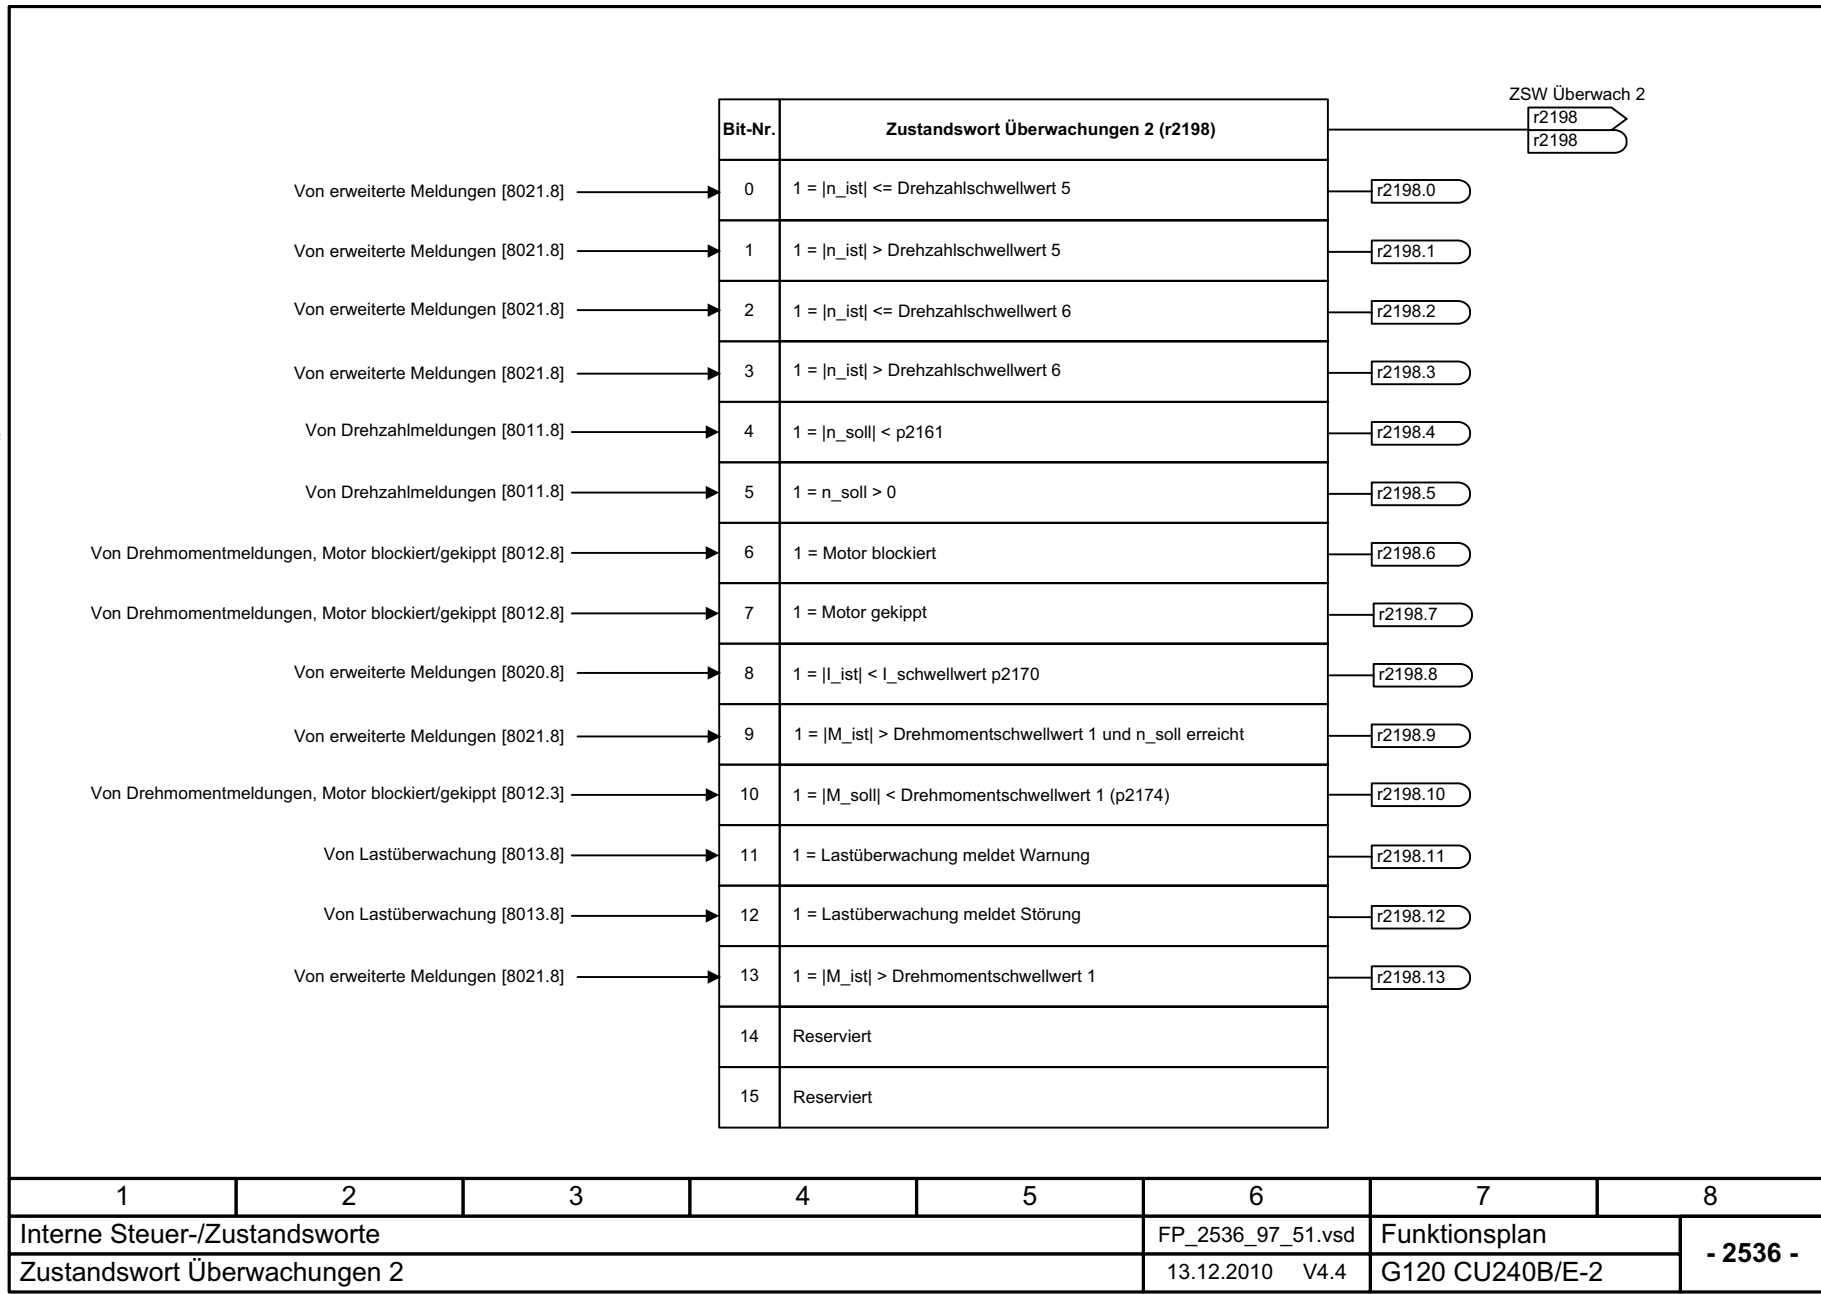 ZSW Überwach 2
Bit-Nr. Zustandswort Überwachungen 2 (r2198) r2198
r2198
Von erweiterte Meldungen [8021.8] 0 1 = |n_ist| <= Drehzahlschwellwert 5 r2198.0
Von erweiterte Meldungen [8021.8] 1 1 = |n_ist| > Drehzahlschwellwert 5 r2198.1
Von erweiterte Meldungen [8021.8] 2 1 = |n_ist| <= Drehzahlschwellwert 6 r2198.2
Von erweiterte Meldungen [8021.8] 3 1 = |n_ist| > Drehzahlschwellwert 6 r2198.3
Von Drehzahlmeldungen [8011.8] 4 1 = |n_soll| < p2161 r2198.4
Von Drehzahlmeldungen [8011.8] 5 1 = n_soll > 0 r2198.5
Von Drehmomentmeldungen, Motor blockiert/gekippt [8012.8] 6 1 = Motor blockiert r2198.6
Von Drehmomentmeldungen, Motor blockiert/gekippt [8012.8] 7 1 = Motor gekippt r2198.7
Von erweiterte Meldungen [8020.8] 8 1 = |I_ist| < I_schwellwert p2170 r2198.8
Von erweiterte Meldungen [8021.8] 9 1 = |M_ist| > Drehmomentschwellwert 1 und n_soll erreicht r2198.9
Von Drehmomentmeldungen, Motor blockiert/gekippt [8012.3] 10 1 = |M_soll| < Drehmomentschwellwert 1 (p2174) r2198.10
Von Lastüberwachung [8013.8] 11 1 = Lastüberwachung meldet Warnung r2198.11
Von Lastüberwachung [8013.8] 12 1 = Lastüberwachung meldet Störung r2198.12
Von erweiterte Meldungen [8021.8] 13 1 = |M_ist| > Drehmomentschwellwert 1 r2198.13
14 Reserviert
15 Reserviert
1 2 3 4 5 6 7 8
Interne Steuer-/Zustandsworte FP_2536_97_51.vsd Funktionsplan - 2536 -
Zustandswort Überwachungen 2 13.12.2010 V4.4 G120 CU240B/E-2